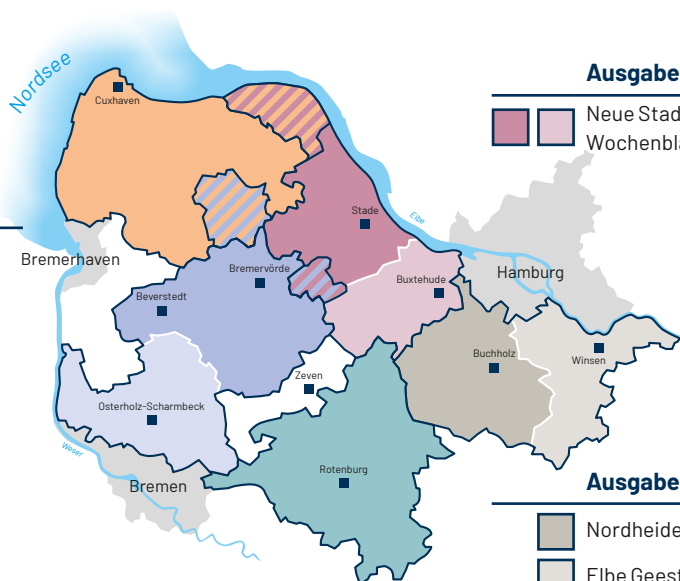 Nordsee
Cuxhaven
Ausgabe
Neue Stad
Wochenbla
Stade
Elbe
Bremerhaven
Bremervörde
Hamburg
Buxtehude
Beverstedt
Buchholz
Winsen
Zeven
Osterholz-Scharmbeck
Weser
Rotenburg
Bremen
Ausgabe
Nordheide
Elbe Geest